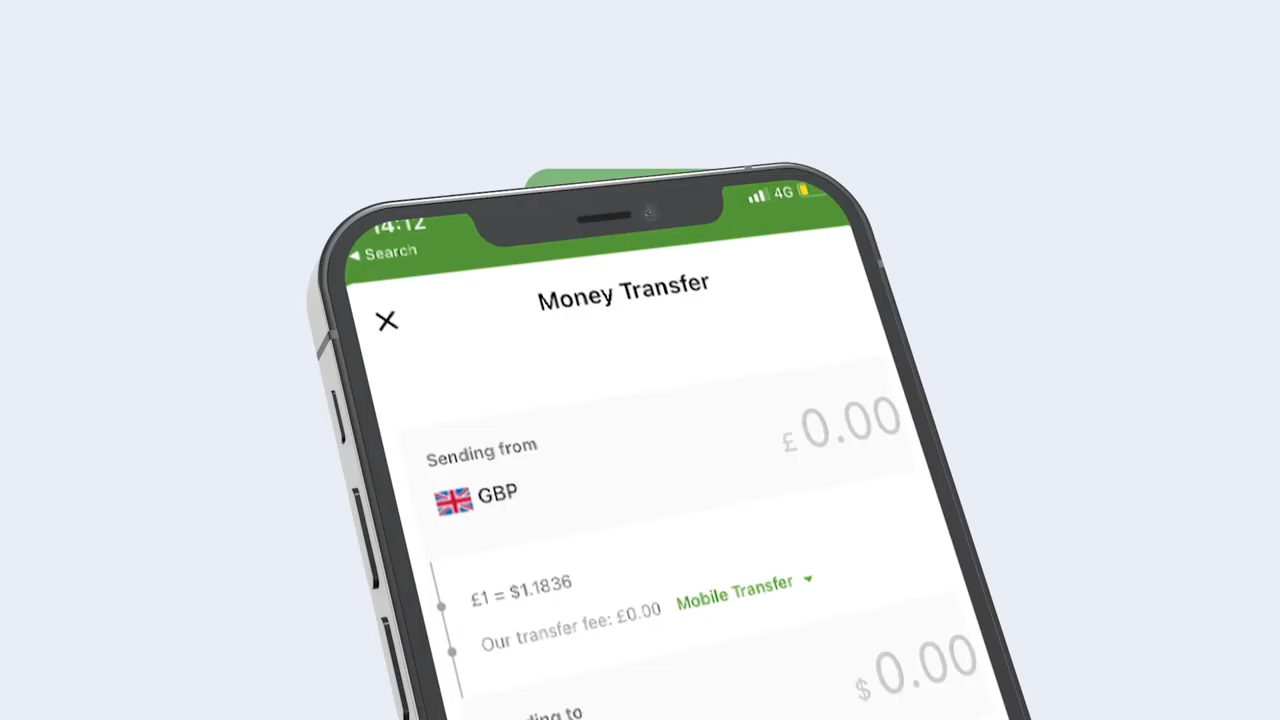 14:12
4G
◀ Search
Money Transfer
£ 0.00
Sending from
GBP
£1 = $1.1836
Our transfer fee: £0.00 Mobile Transfer
$ 0.00
to